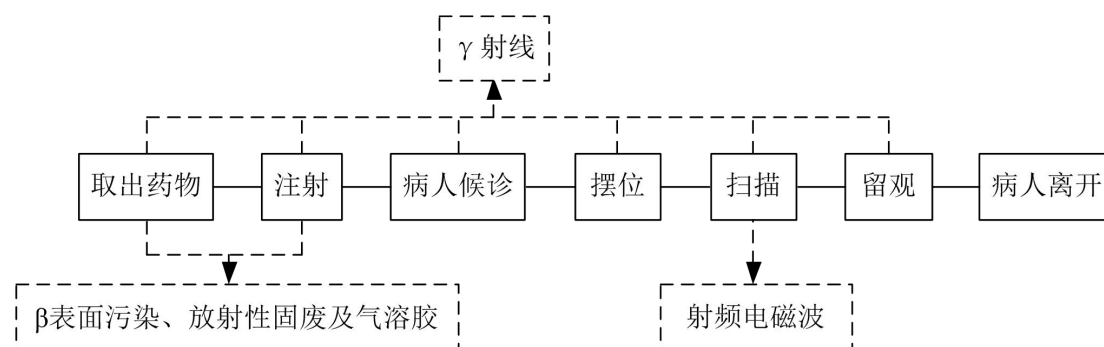 γ 射线
取出药物
注射
病人候诊
摆位
扫描
留观
病人离开
β表面污染、放射性固废及气溶胶
射频电磁波